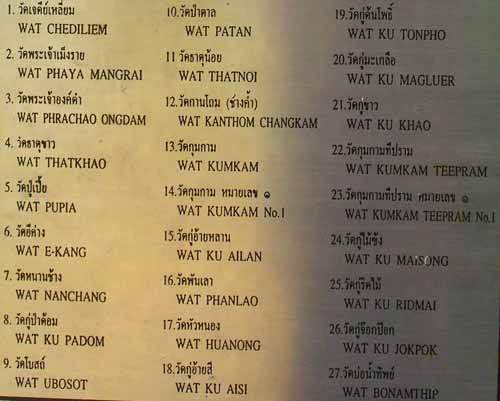 1. วัดเจดีย์เหลี่ยม
WAT CHEDILIEM
2. วัดพระเจ้าเม็งราย
WAT PHAYA MANGRAI
3. วัดพระเจ้าองค์ดำ
WAT PHRACHAO ONGDAM
4. วัดธาตุขาว
WAT THATKHAO
5. วัดปู่เปี้ย
WAT PUPIA
6. วัดอีค่าง
WAT E-KANG
7. วัดหนานช้าง
WAT NANCHANG
8. วัดกู่ป่าด้อม
WAT KU PADOM
9. วัดโบสถ์
WAT UBOSOT
10.วัดป่าตาล
WAT PATAN
11 วัดธาตุน้อย
WAT THATNOI
12.วัดกานโถม (ช้างค้ำ)
WAT KANTHOM CHANGKAM
13.วัดกุมกาม
WAT KUMKAM
14.วัดกุมกาม หมายเลข ๑
WAT KUMKAM No.1
15.วัดกู่อ้ายหลาน
WAT KU AILAN
16.วัดพันเลา
WAT PHANLAO
17.วัดหัวหนอง
WAT HUANONG
18.วัดกู่อ้ายสี
WAT KU AISI
19.วัดกู่ต้นโพธิ์
WAT KU TONPHO
20.วัดกู่มะเกลือ
WAT KU MAGLUER
21.วัดกู่ขาว
WAT KU KHAO
22.วัดกุมกามทีปราม
WAT KUMKAM TEEPRAM
23.วัดกุมกามทีปราม หมายเลข ๑
WAT KUMKAM TEEPRAM No.1
24.วัดกู่ไม้ซ้ง
WAT KU MAISONG
25.วัดกู่ริดไม้
WAT KU RIDMAI
26.วัดกู่จ๊อกป๊อก
WAT KU JOKPOK
27.วัดบ่อน้ำทิพย์
WAT BONAMTHIP